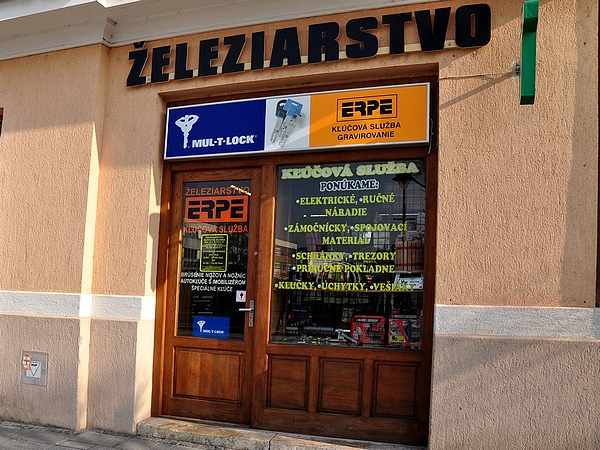 ŽELEZIARSTVO
MUL-T-LOCK
ERPE
KĽÚČOVÁ SLUŽBA
GRAVIROVANIE
ŽELEZIARSTVO
ERPE
KĽÚČOVÁ SLUŽBA
BRÚSENIE NOŽOV A NOŽNÍC
AUTOKĽÚČE S IMOBILIZÉROM
ŠPECIÁLNE KĽÚČE
MUL-T-LOCK
KĽÚČOVÁ SLUŽBA
PONÚKAME:
•ELEKTRICKÉ, •RUČNÉ
NÁRADIE
•ZÁMOČNÍCKY, •SPOJOVACÍ
MATERIÁL
•SCHRÁNKY, •TREZORY
•PRÍRUČNÉ POKLADNE
•KĽUČKY, •ÚCHYTKY, •VEŠIAKY